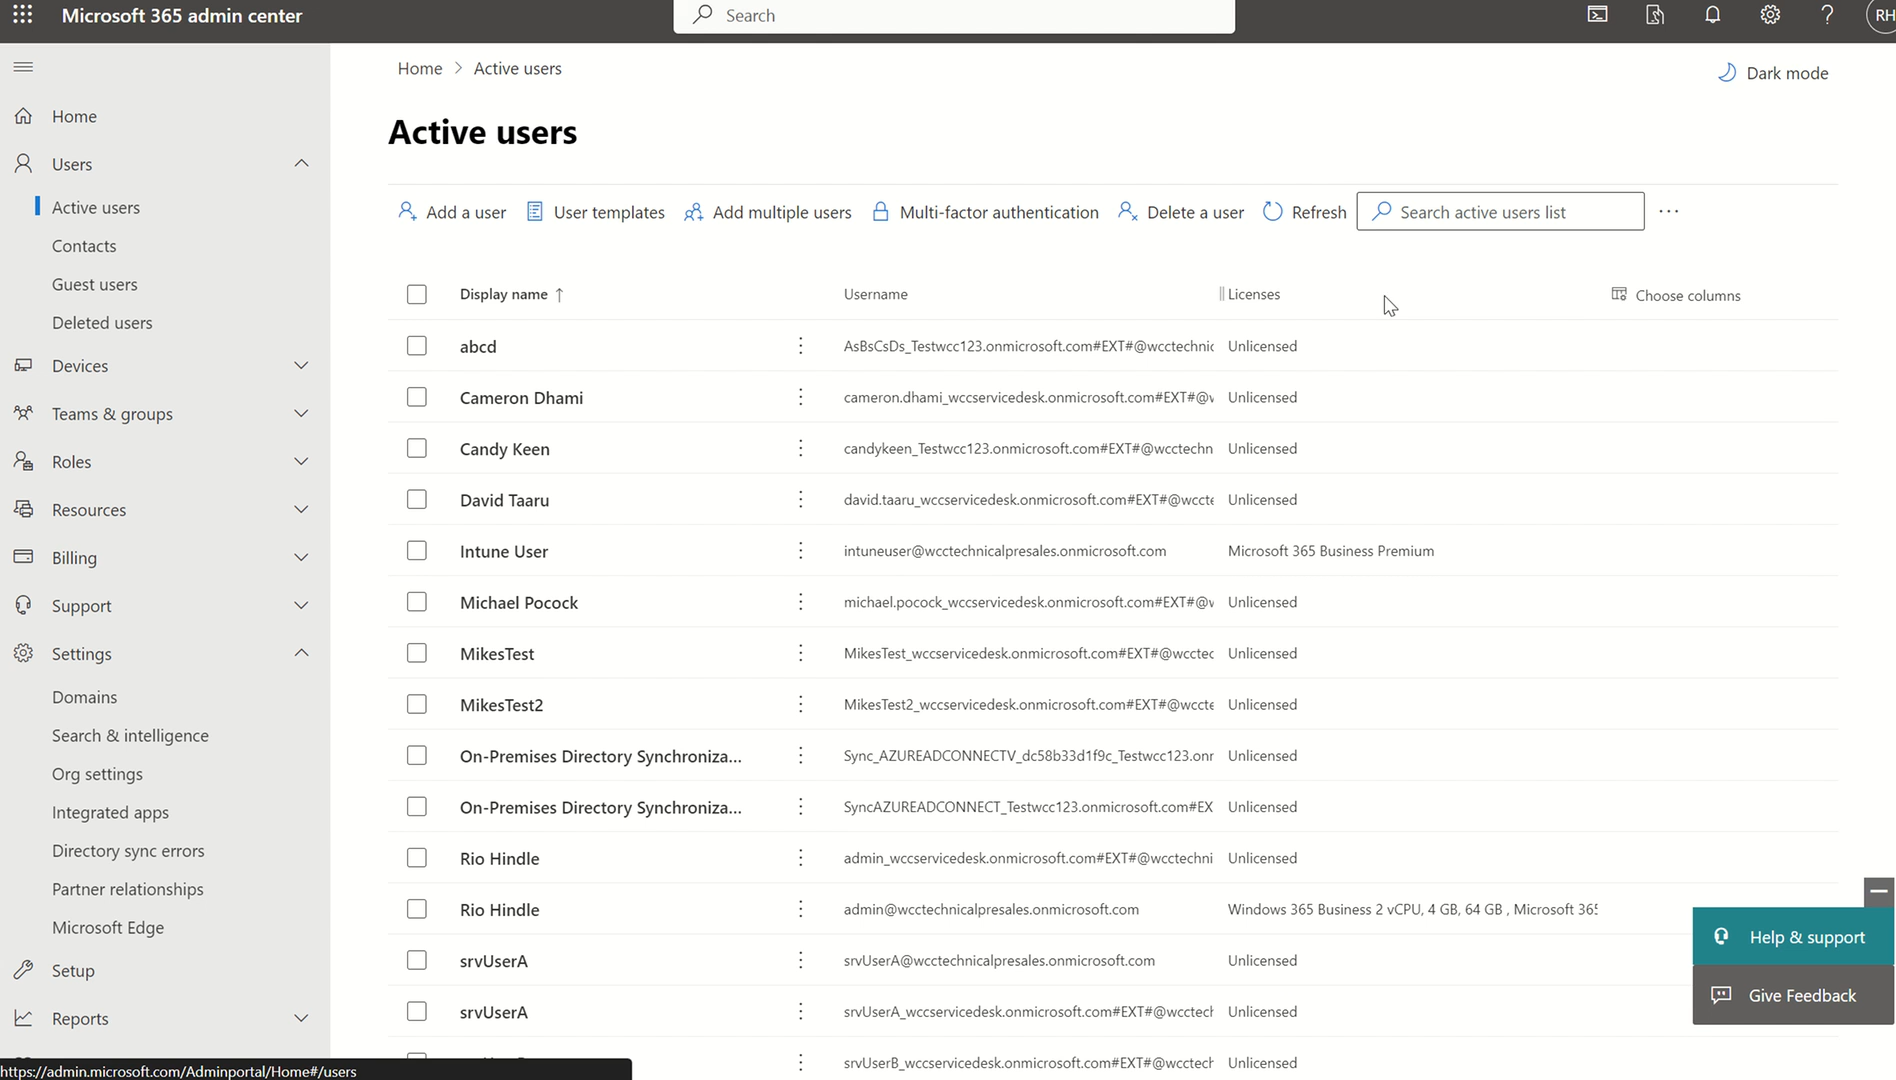 Microsoft 365 admin center
Search
RH
Home
Users
Active users
Contacts
Guest users
Deleted users
Devices
Teams & groups
Roles
Resources
Billing
Support
Settings
Domains
Search & intelligence
Org settings
Integrated apps
Directory sync errors
Partner relationships
Microsoft Edge
Setup
Reports
https://admin.microsoft.com/Adminportal/Home#/users
Home > Active users
Dark mode
Active users
Add a user User templates Add multiple users Multi-factor authentication Delete a user Refresh Search active users list ...
Display name ↑ Username Licenses Choose columns
abcd AsBsCsDs_Testwcc123.onmicrosoft.com#EXT#@wcctechnic Unlicensed
Cameron Dhami cameron.dhami_wccservicedesk.onmicrosoft.com#EXT#@ Unlicensed
Candy Keen candykeen_Testwcc123.onmicrosoft.com#EXT#@wcctechn Unlicensed
David Taaru david.taaru_wccservicedesk.onmicrosoft.com#EXT#@wcct Unlicensed
Intune User intuneuser@wcctechnicalpresales.onmicrosoft.com Microsoft 365 Business Premium
Michael Pocock michael.pocock_wccservicedesk.onmicrosoft.com#EXT#@ Unlicensed
MikesTest MikesTest_wccservicedesk.onmicrosoft.com#EXT#@wcctec Unlicensed
MikesTest2 MikesTest2_wccservicedesk.onmicrosoft.com#EXT#@wcct Unlicensed
On-Premises Directory Synchroniza... Sync_AZUREADCONNECTV_dc58b33d1f9c_Testwcc123.onr Unlicensed
On-Premises Directory Synchroniza... SyncAZUREADCONNECT_Testwcc123.onmicrosoft.com#EX Unlicensed
Rio Hindle admin_wccservicedesk.onmicrosoft.com#EXT#@wcctechni Unlicensed
Rio Hindle admin@wcctechnicalpresales.onmicrosoft.com Windows 365 Business 2 vCPU, 4 GB, 64 GB , Microsoft 365
srvUserA srvUserA@wcctechnicalpresales.onmicrosoft.com Unlicensed
srvUserA srvUserA_wccservicedesk.onmicrosoft.com#EXT#@wcctech Unlicensed
srvUserB_wccservicedesk.onmicrosoft.com#EXT#@wcctech Unlicensed
Help & support
Give Feedback